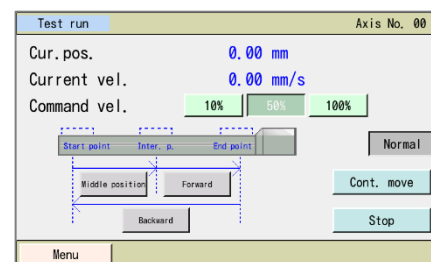 Test run Axis No. 00
Cur.pos. 0.00 mm
Current vel. 0.00 mm/s
Command vel. 10% 50% 100%
Start point Inter. p. End point Normal
Middle position Forward Cont. move
Backward Stop
Menu